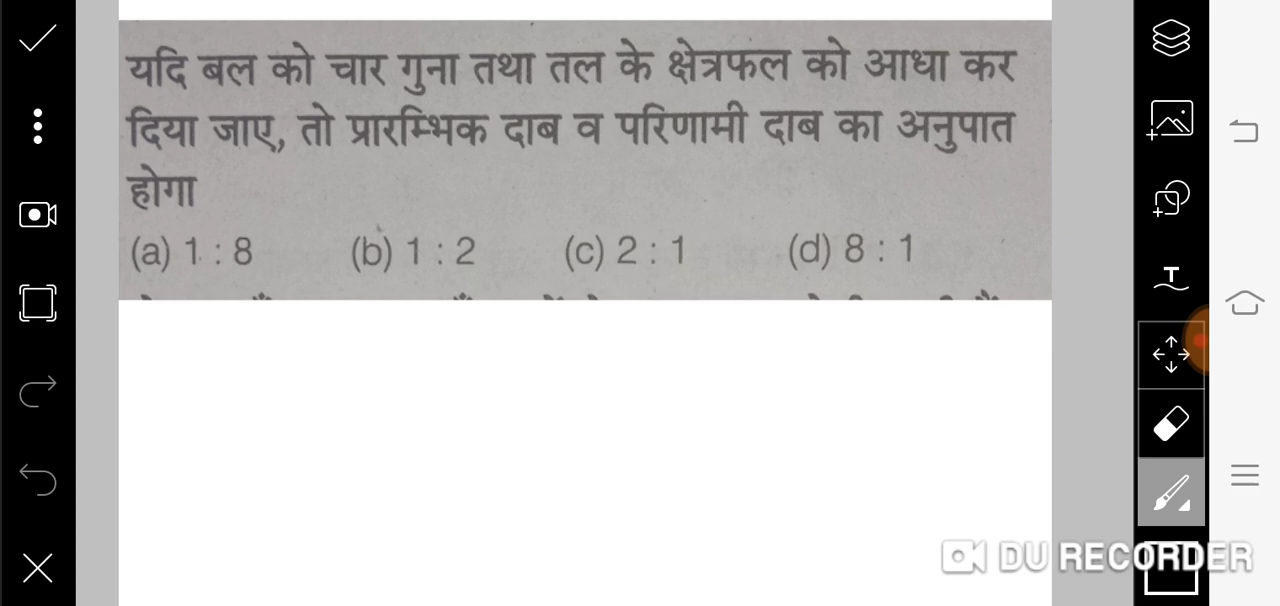 यदि बल को चार गुना तथा तल के क्षेत्रफल को आधा कर
दिया जाए, तो प्रारम्भिक दाब व परिणामी दाब का अनुपात
होगा
(a) 1 : 8 (b) 1 : 2 (c) 2 : 1 (d) 8 : 1
T
DU RECORDER